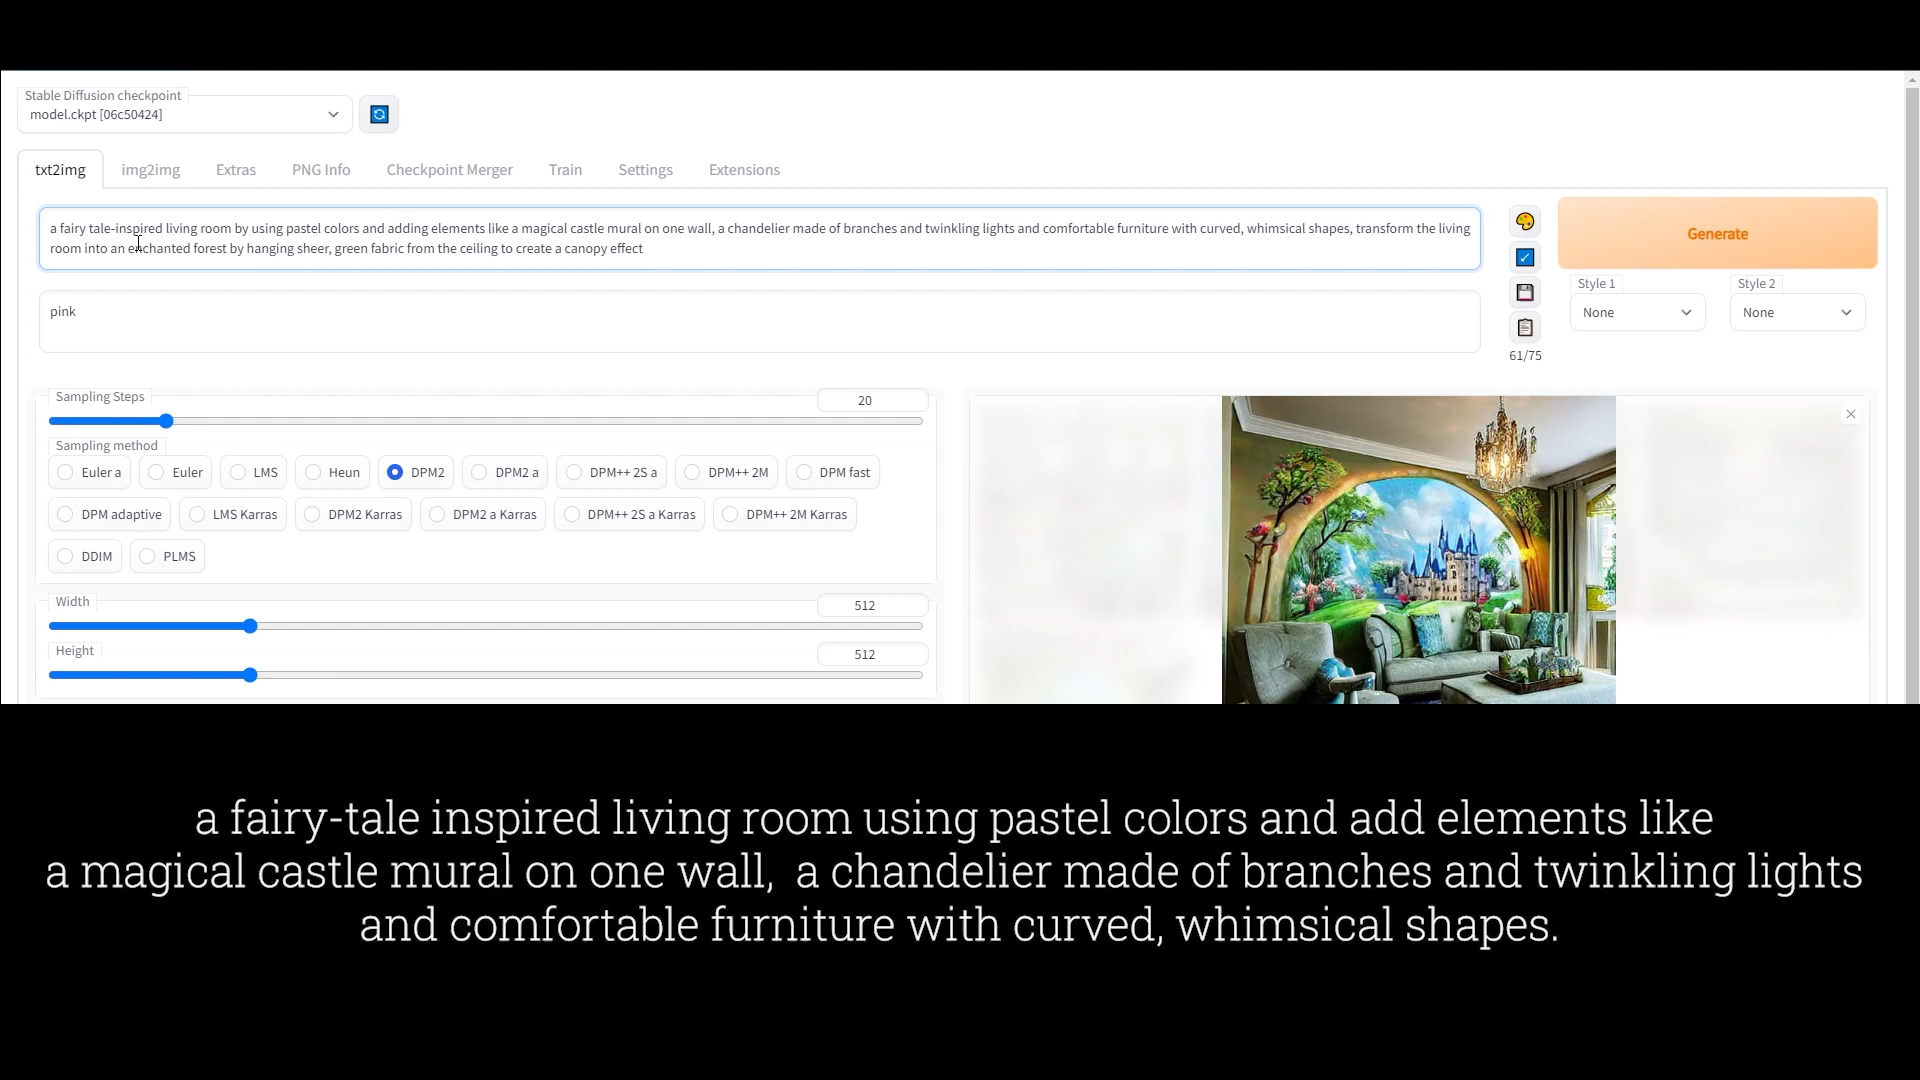 Stable Diffusion checkpoint
model.ckpt [06c50424]
txt2img img2img Extras PNG Info Checkpoint Merger Train Settings Extensions
a fairy tale-inspired living room by using pastel colors and adding elements like a magical castle mural on one wall, a chandelier made of branches and twinkling lights and comfortable furniture with curved, whimsical shapes, transform the living
room into an enchanted forest by hanging sheer, green fabric from the ceiling to create a canopy effect
Generate
pink
Style 1 Style 2
None None
61/75
Sampling Steps 20
Sampling method
Euler a Euler LMS Heun DPM2 DPM2 a DPM++ 2S a DPM++ 2M DPM fast
DPM adaptive LMS Karras DPM2 Karras DPM2 a Karras DPM++ 2S a Karras DPM++ 2M Karras
DDIM PLMS
Width 512
Height 512
a fairy-tale inspired living room using pastel colors and add elements like
a magical castle mural on one wall, a chandelier made of branches and twinkling lights
and comfortable furniture with curved, whimsical shapes.